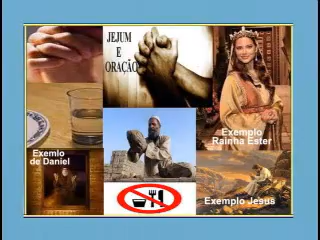 JEJUM
E
ORAÇÃO
Exemplo
Rainha Ester
Exemlo
de Daniel
Exemplo Jesus